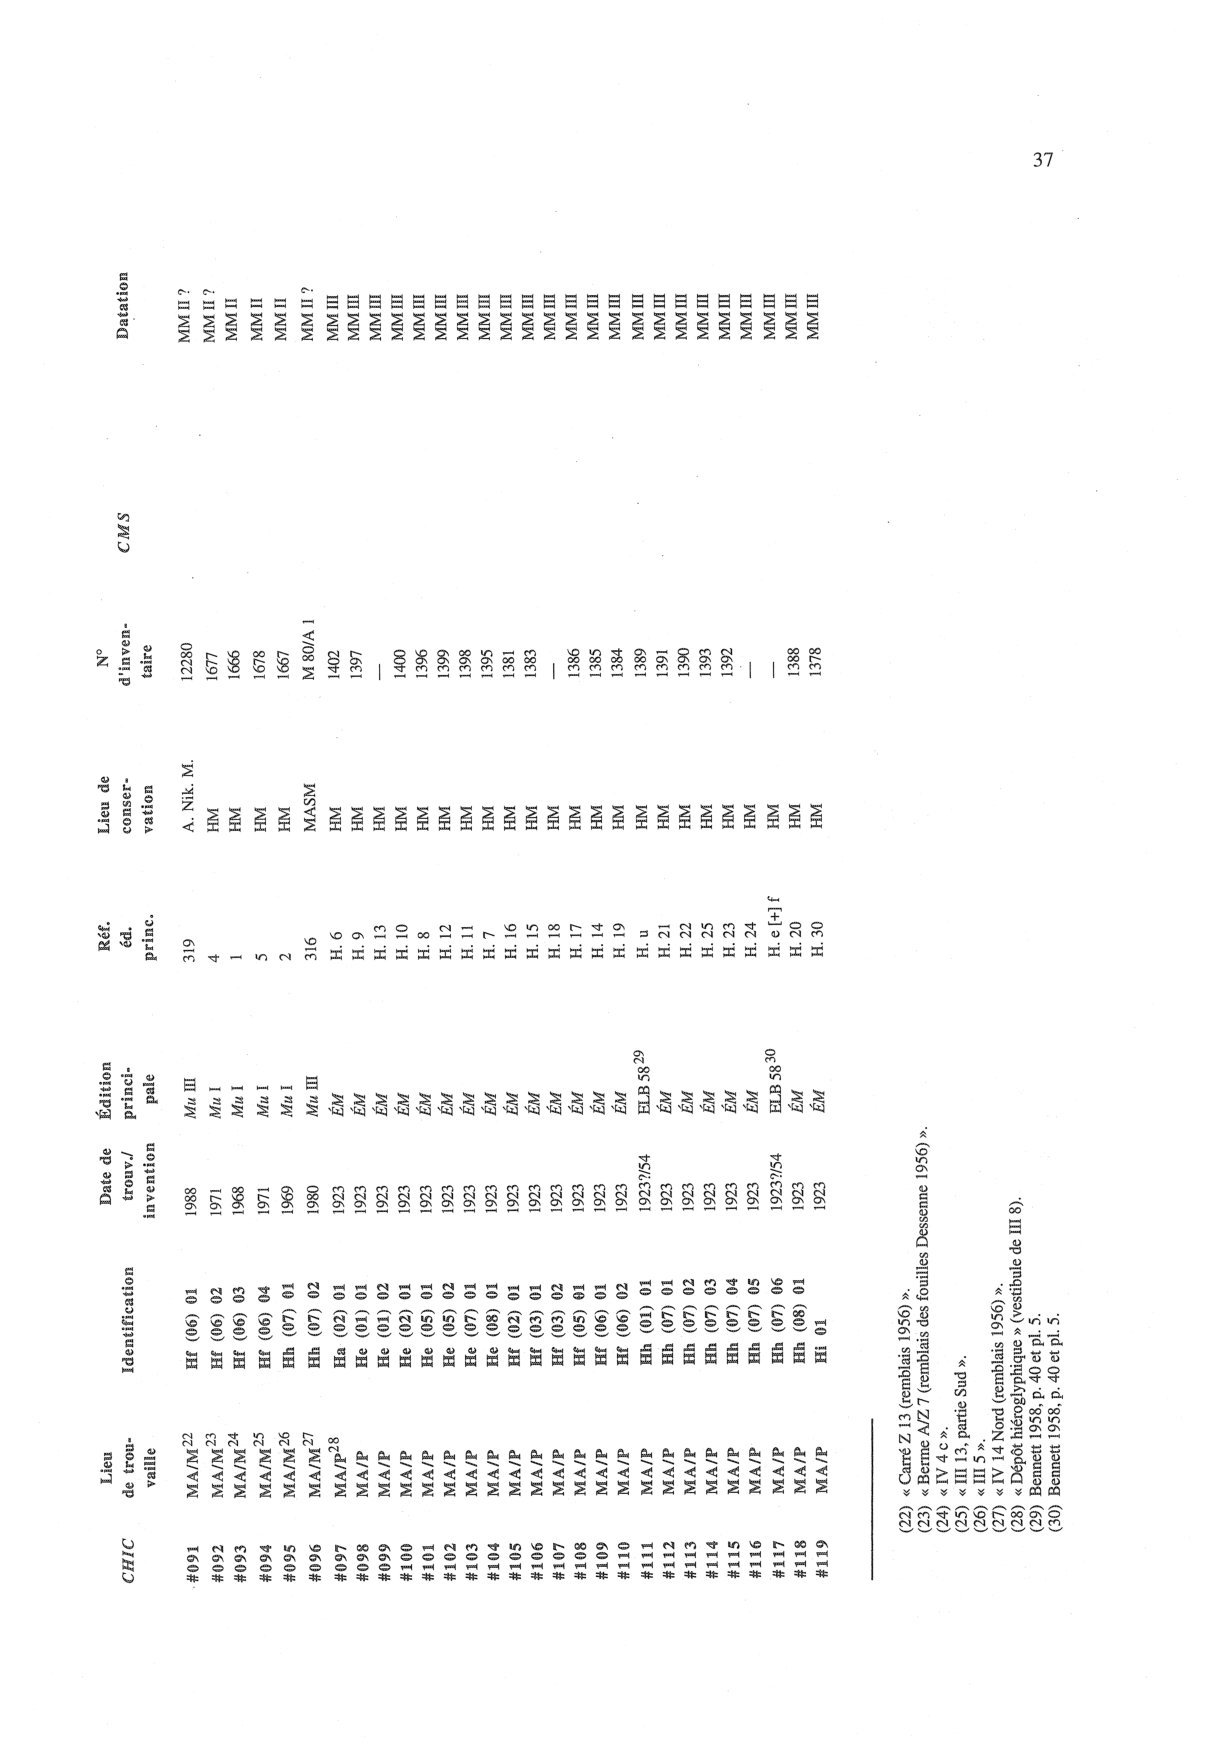 37
CHIC Lieu de trou-vaille Identification Date de trouv./invention Édition princi-pale Réf. éd. princ. Lieu de conser-vation N° d'inven-taire CMS Datation
#091 MA/M22 Hf (06) 01 1988 Mu III 319 A. Nik. M. 12280 MM II ?
#092 MA/M23 Hf (06) 02 1971 Mu I 4 HM 1677 MM II ?
#093 MA/M24 Hf (06) 03 1968 Mu I 1 HM 1666 MM II
#094 MA/M25 Hf (06) 04 1971 Mu I 5 HM 1678 MM II
#095 MA/M26 Hh (07) 01 1969 Mu I 2 HM 1667 MM II
#096 MA/M27 Hh (07) 02 1980 Mu III 316 MASM M 80/A 1 MM II ?
#097 MA/P28 Ha (02) 01 1923 ÉM H. 6 HM 1402 MM III
#098 MA/P He (01) 01 1923 ÉM H. 9 HM 1397 MM III
#099 MA/P He (01) 02 1923 ÉM H. 13 HM — MM III
#100 MA/P He (02) 01 1923 ÉM H. 10 HM 1400 MM III
#101 MA/P He (05) 01 1923 ÉM H. 8 HM 1396 MM III
#102 MA/P He (05) 02 1923 ÉM H. 12 HM 1399 MM III
#103 MA/P He (07) 01 1923 ÉM H. 11 HM 1398 MM III
#104 MA/P He (08) 01 1923 ÉM H. 7 HM 1395 MM III
#105 MA/P Hf (02) 01 1923 ÉM H. 16 HM 1381 MM III
#106 MA/P Hf (03) 01 1923 ÉM H. 15 HM 1383 MM III
#107 MA/P Hf (03) 02 1923 ÉM H. 18 HM — MM III
#108 MA/P Hf (05) 01 1923 ÉM H. 17 HM 1386 MM III
#109 MA/P Hf (06) 01 1923 ÉM H. 14 HM 1385 MM III
#110 MA/P Hf (06) 02 1923 ÉM H. 19 HM 1384 MM III
#111 MA/P Hh (01) 01 1923?/54 ELB 58 29 H. u HM 1389 MM III
#112 MA/P Hh (07) 01 1923 ÉM H. 21 HM 1391 MM III
#113 MA/P Hh (07) 02 1923 ÉM H. 22 HM 1390 MM III
#114 MA/P Hh (07) 03 1923 ÉM H. 25 HM 1393 MM III
#115 MA/P Hh (07) 04 1923 ÉM H. 23 HM 1392 MM III
#116 MA/P Hh (07) 05 1923 ÉM H. 24 HM — MM III
#117 MA/P Hh (07) 06 1923?/54 ELB 58 30 H. e [+] f HM — MM III
#118 MA/P Hh (08) 01 1923 ÉM H. 20 HM 1388 MM III
#119 MA/P Hi 01 1923 ÉM H. 30 HM 1378 MM III
(22) « Carré Z 13 (remblais 1956) ».
(23) « Berme A/Z 7 (remblais des fouilles Dessenne 1956) ».
(24) « IV 4 c ».
(25) « III 13, partie Sud ».
(26) « III 5 ».
(27) « IV 14 Nord (remblais 1956) ».
(28) « Dépôt hiéroglyphique » (vestibule de III 8).
(29) Bennett 1958, p. 40 et pl. 5.
(30) Bennett 1958, p. 40 et pl. 5.